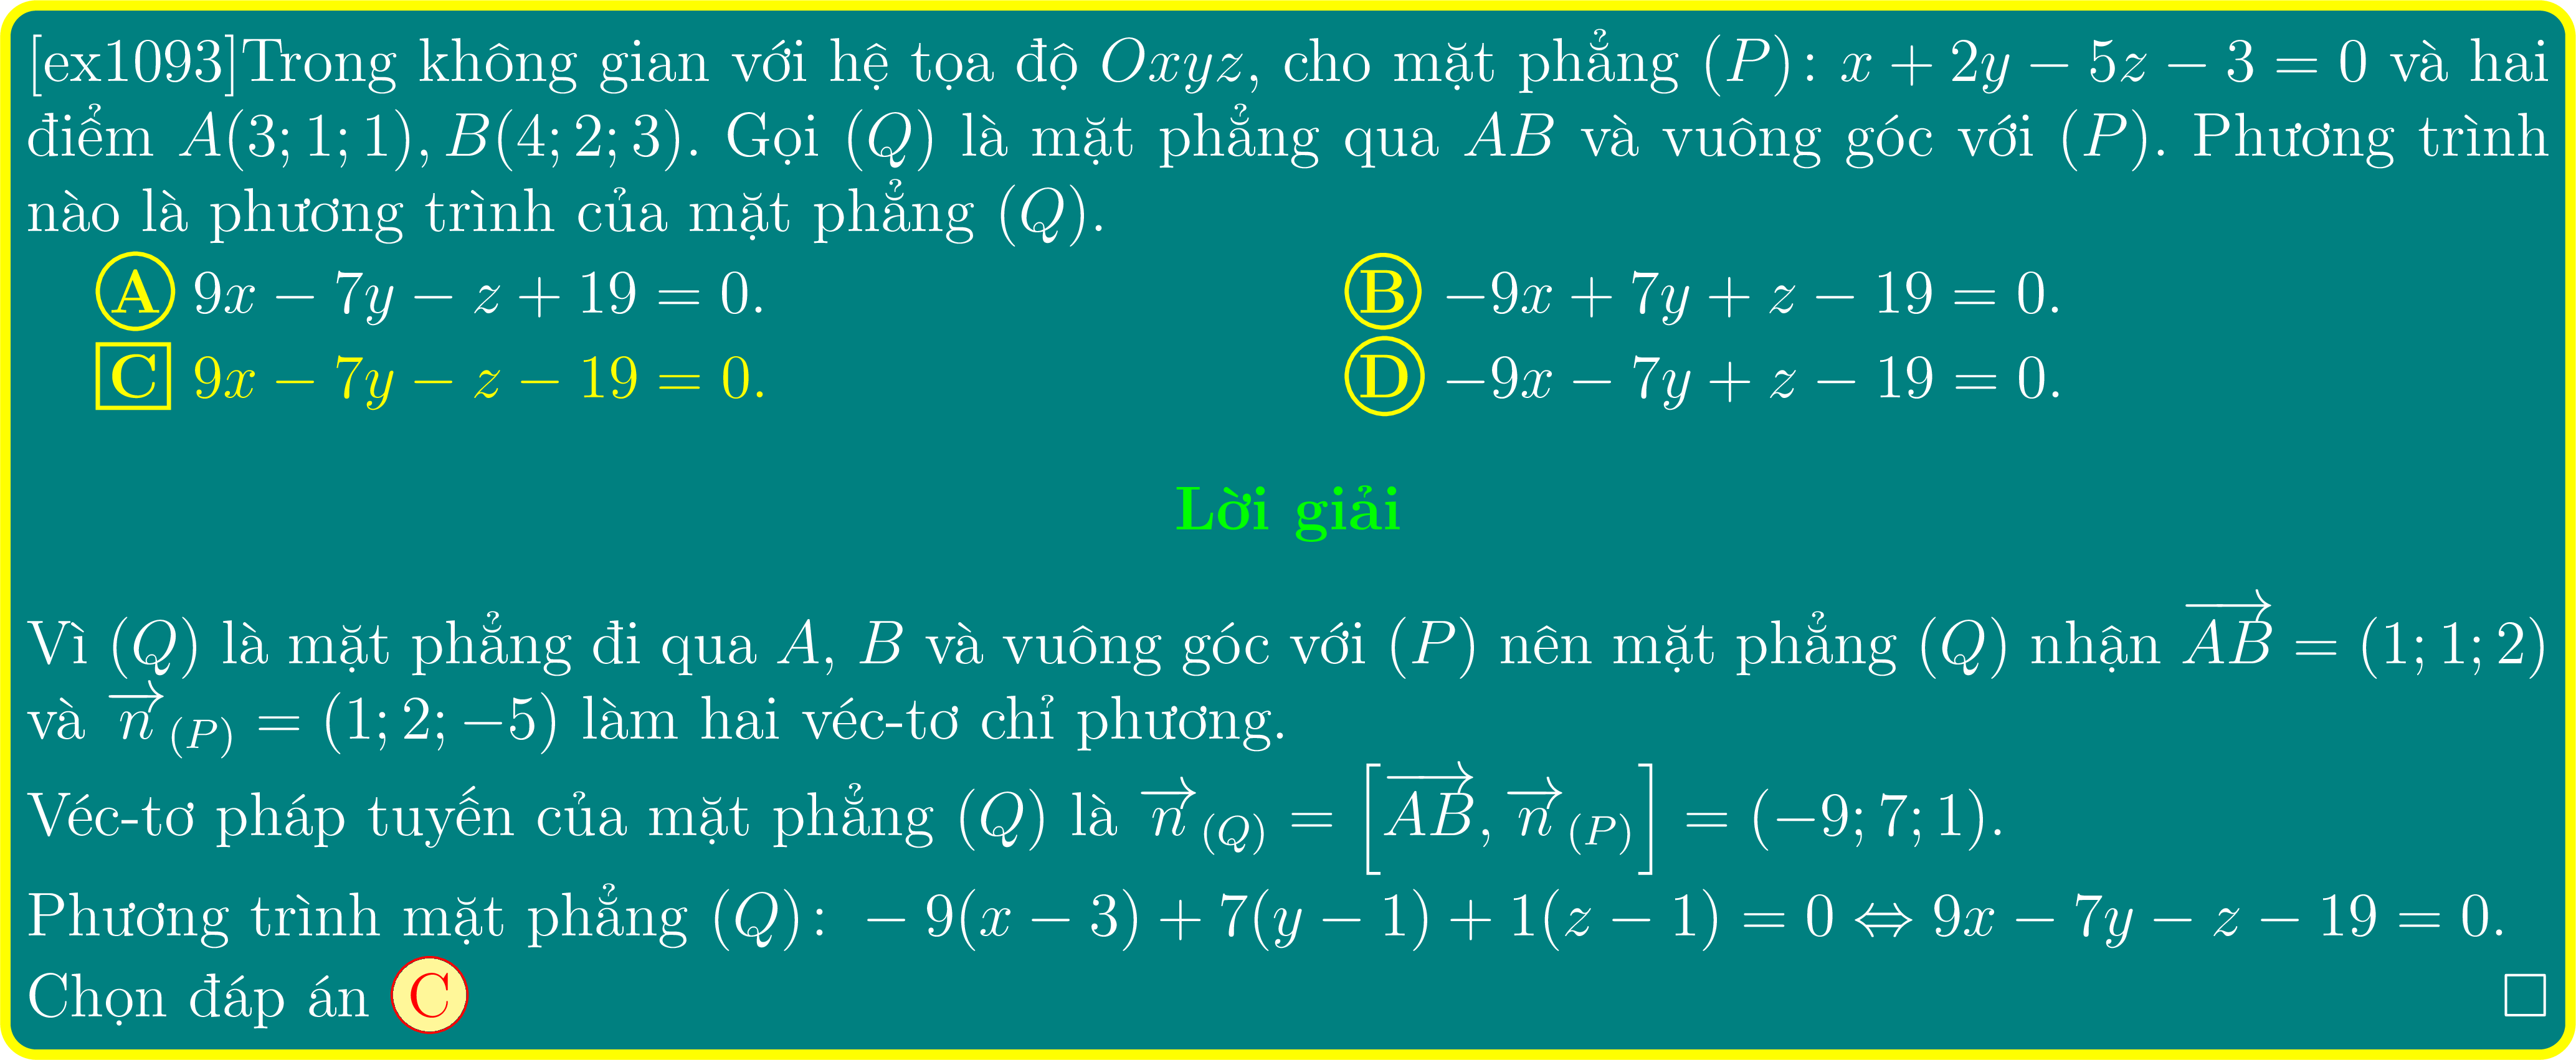 [ex1093]Trong không gian với hệ tọa độ Oxyz, cho mặt phẳng (P): x + 2y − 5z − 3 = 0 và hai
điểm A(3; 1; 1), B(4; 2; 3). Gọi (Q) là mặt phẳng qua AB và vuông góc với (P). Phương trình
nào là phương trình của mặt phẳng (Q).
A 9x − 7y − z + 19 = 0.
B −9x + 7y + z − 19 = 0.
C 9x − 7y − z − 19 = 0.
D −9x − 7y + z − 19 = 0.
Lời giải
Vì (Q) là mặt phẳng đi qua A, B và vuông góc với (P) nên mặt phẳng (Q) nhận \overrightarrow{AB} = (1; 1; 2)
và \overrightarrow{n}_{(P)} = (1; 2; −5) làm hai véc-tơ chỉ phương.
Véc-tơ pháp tuyến của mặt phẳng (Q) là \overrightarrow{n}_{(Q)} = [\overrightarrow{AB}, \overrightarrow{n}_{(P)}] = (−9; 7; 1).
Phương trình mặt phẳng (Q): − 9(x − 3) + 7(y − 1) + 1(z − 1) = 0 ⇔ 9x − 7y − z − 19 = 0.
Chọn đáp án C □